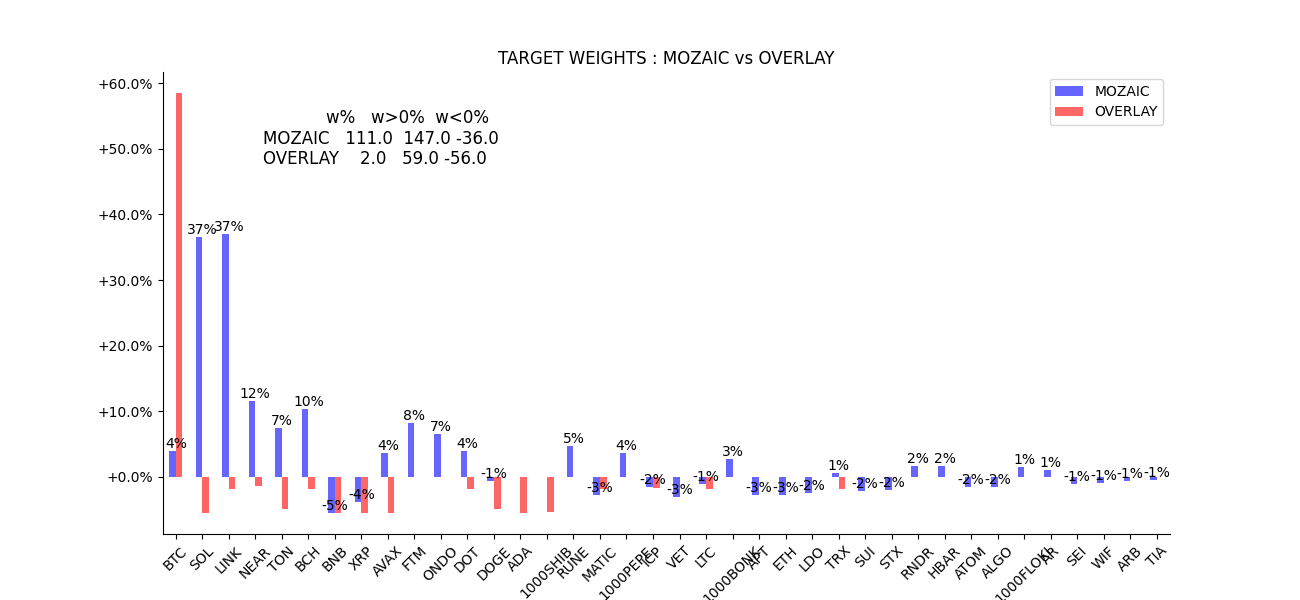 TARGET WEIGHTS : MOZAIC vs OVERLAY
+60.0%
+50.0%
+40.0%
+30.0%
+20.0%
+10.0%
+0.0%
w% w>0% w<0%
MOZAIC 111.0 147.0 -36.0
OVERLAY 2.0 59.0 -56.0
MOZAIC
OVERLAY
4% 37% 37% 12% 7% 10% -5% -4% 4% 8% 7% 4% -1% 5% -3% 4% -2% -3% -1% 3% -3% -3% -2% 1% -2% -2% 2% 2% -2% -2% 1% 1% -1% -1% -1% -1%
BTC SOL LINK NEAR TON BCH BNB XRP AVAX FTM ONDO DOT DOGE ADA 1000SHIB RUNE MATIC 1000PEPE ICP VET LTC 1000BONK APT ETH LDO TRX SUI STX RNDR HBAR ATOM ALGO 1000FLOKI AR SEI WIF ARB TIA